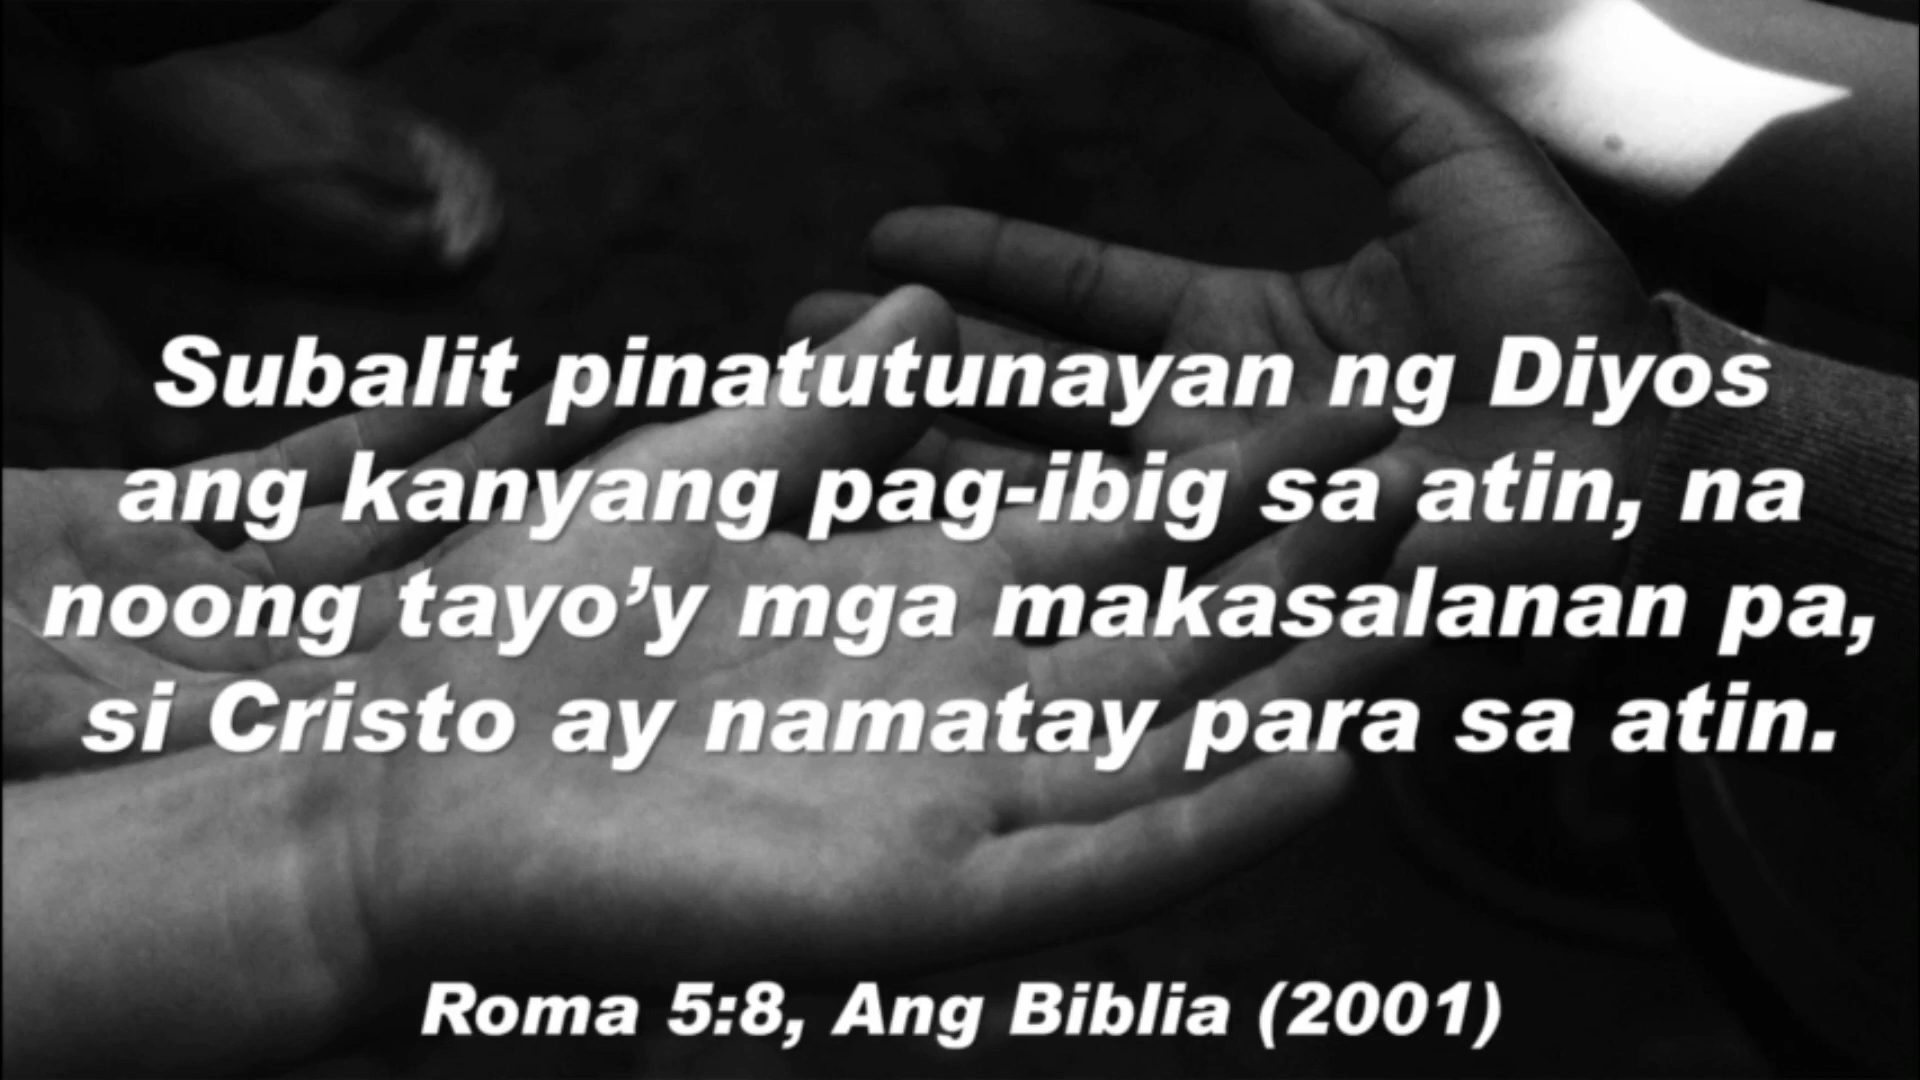 Subalit pinatutunayan ng Diyos
ang kanyang pag-ibig sa atin, na
noong tayo’y mga makasalanan pa,
si Cristo ay namatay para sa atin.
Roma 5:8, Ang Biblia (2001)